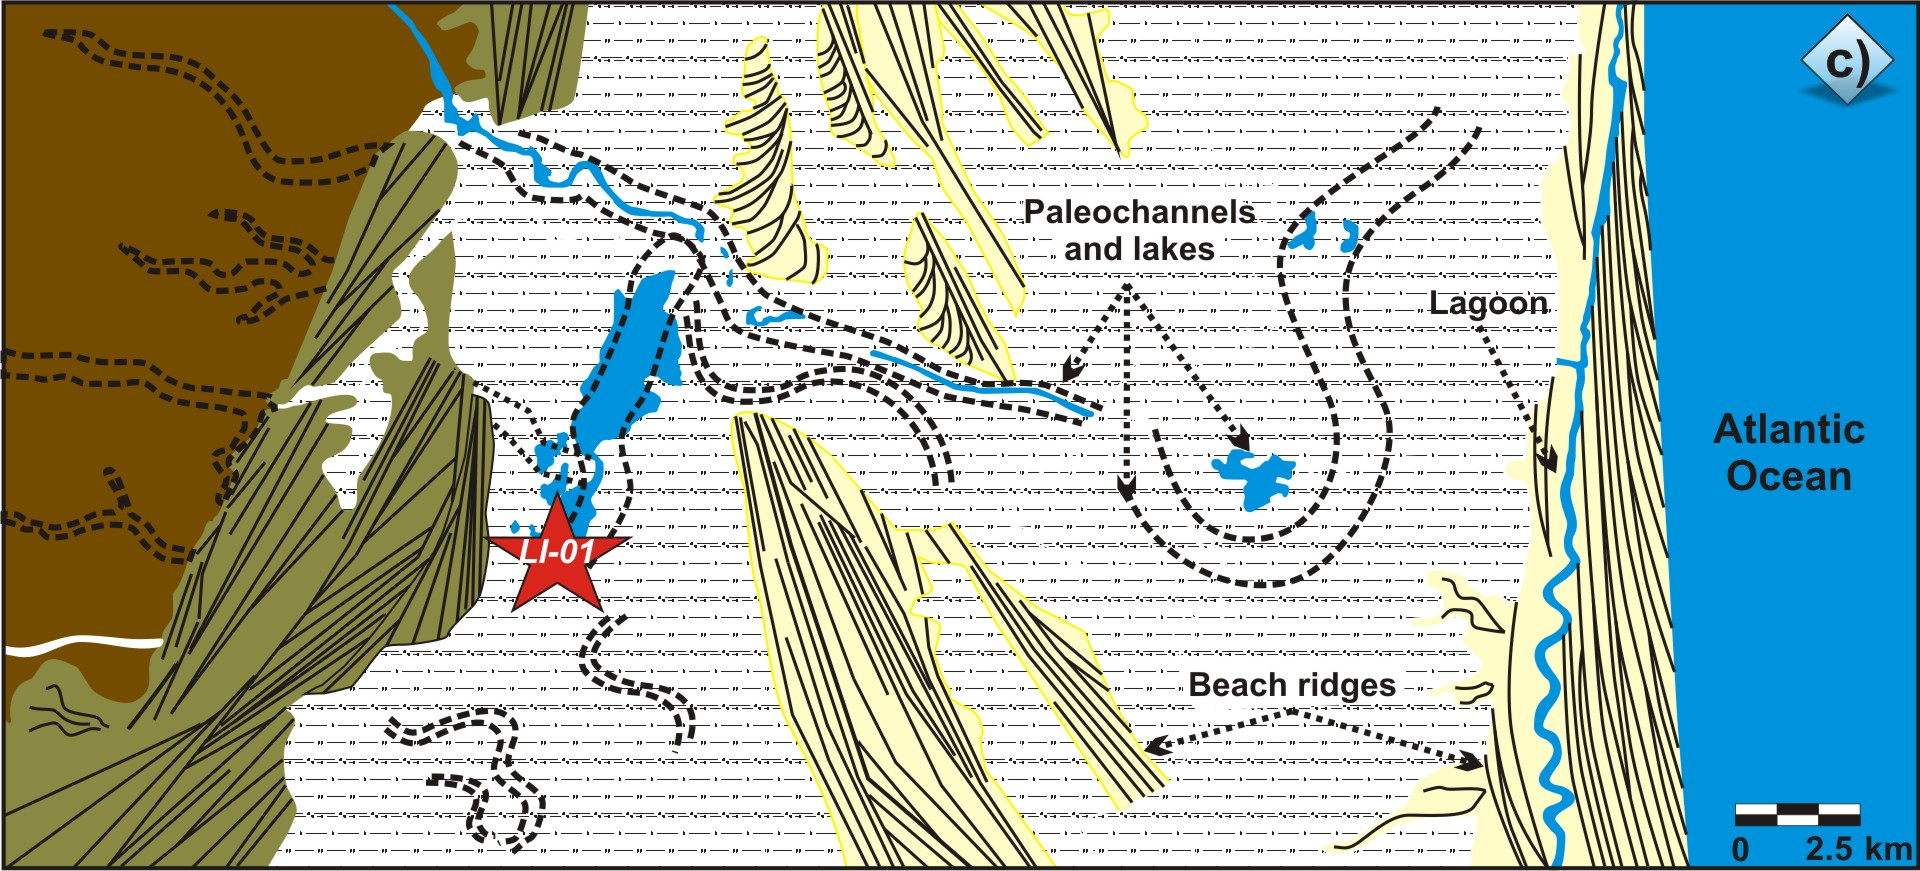 c)
Paleochannels
and lakes
Lagoon
Atlantic
Ocean
LI-01
Beach ridges
0 2.5 km